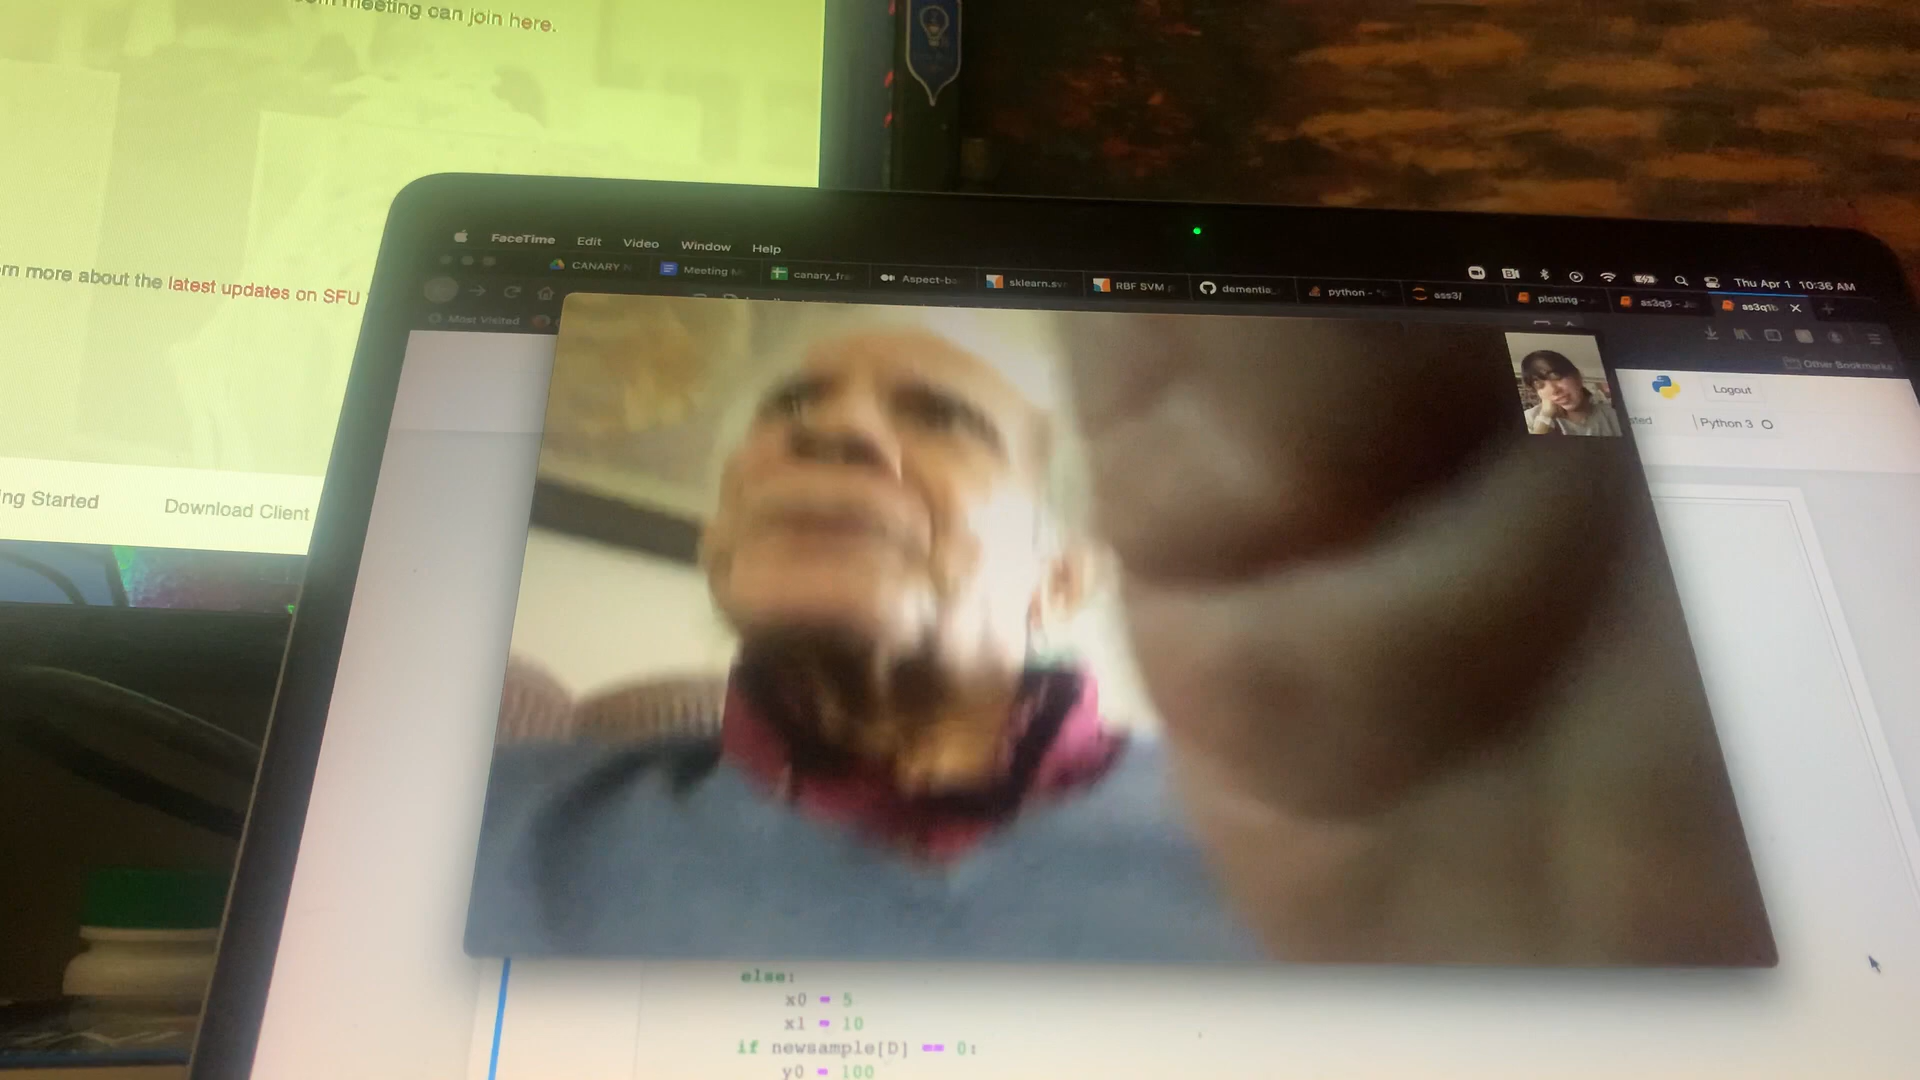 meeting can join here.
rn more about the latest updates on SFU
ng Started Download Client
FaceTime Edit Video Window Help
Thu Apr 1 10:36 AM
CANARY
Meeting
canary_fra
Aspect-ba
sklearn.sv
RBF SVM
dementia
python -
ass3/
plotting -
as3q3 -
as3q1b
Most Visited
Other Bookmarks
Logout
Python 3
else:
x0 = 5
x1 = 10
if newsample[D] == 0:
y0 = 100